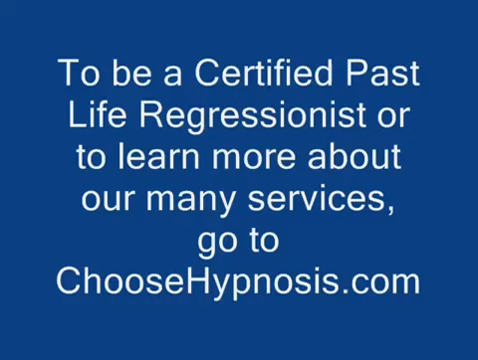 To be a Certified Past
Life Regressionist or
to learn more about
our many services,
go to
ChooseHypnosis.com